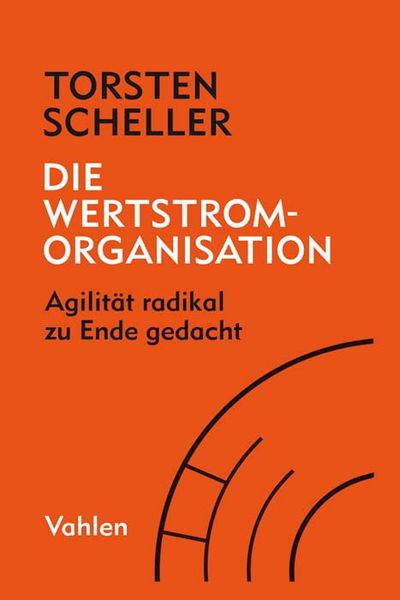 TORSTEN
SCHELLER
DIE
WERTSTROM-
ORGANISATION
Agilität radikal
zu Ende gedacht
Vahlen